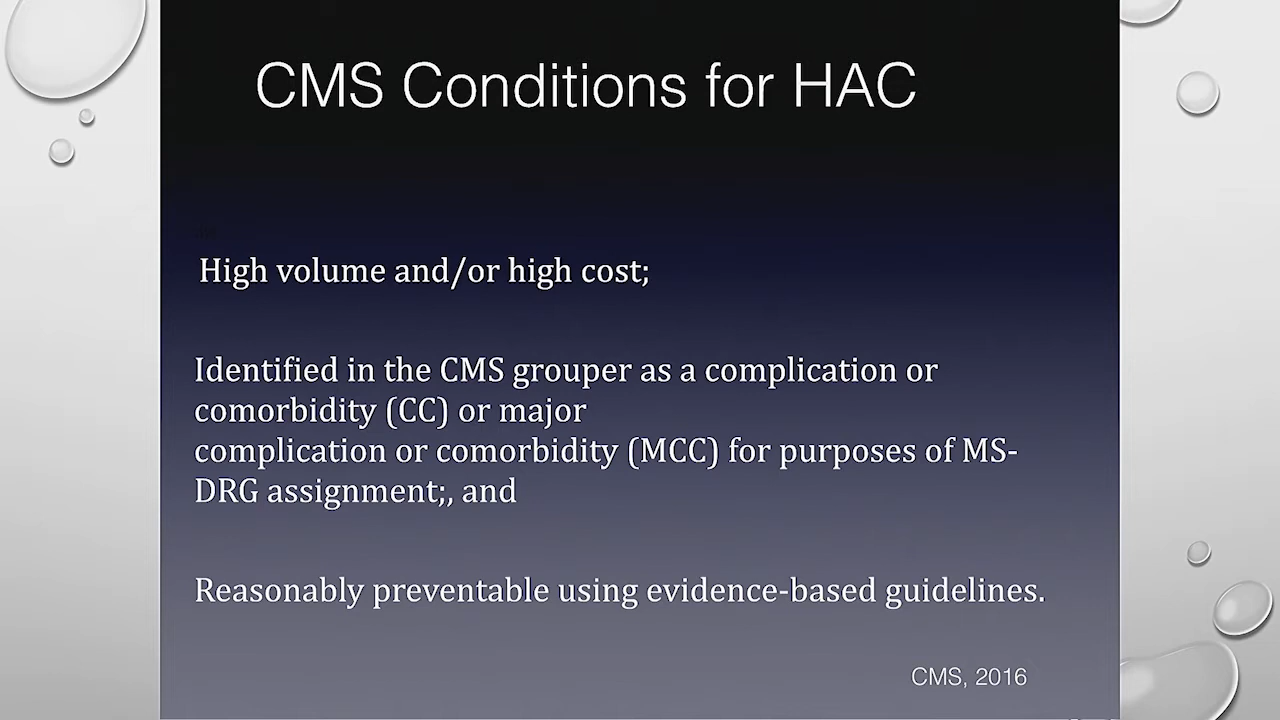 CMS Conditions for HAC
High volume and/or high cost;
Identified in the CMS grouper as a complication or
comorbidity (CC) or major
complication or comorbidity (MCC) for purposes of MS-
DRG assignment;, and
Reasonably preventable using evidence-based guidelines.
CMS, 2016